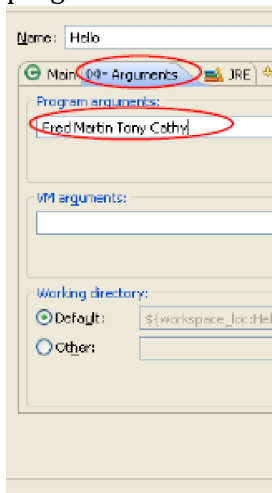 Name: Hello
Main (x)= Arguments JRE
Program arguments:
Fred Martin Tony Cathy
VM arguments:
Working directory:
Default: ${workspace_loc:Hel
Other: